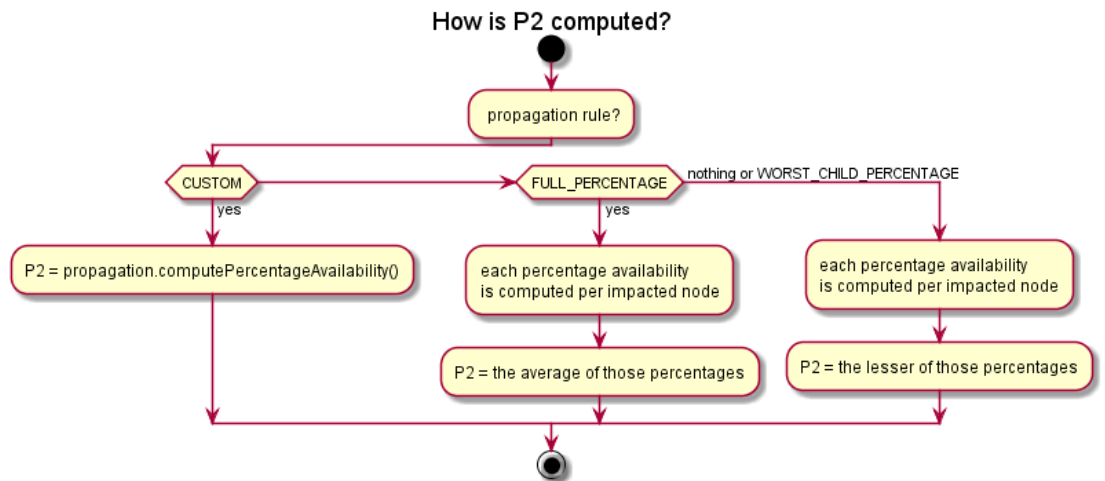 How is P2 computed?
propagation rule?
CUSTOM
yes
P2 = propagation.computePercentageAvailability()
FULL_PERCENTAGE
yes
each percentage availability
is computed per impacted node
P2 = the average of those percentages
nothing or WORST_CHILD_PERCENTAGE
each percentage availability
is computed per impacted node
P2 = the lesser of those percentages